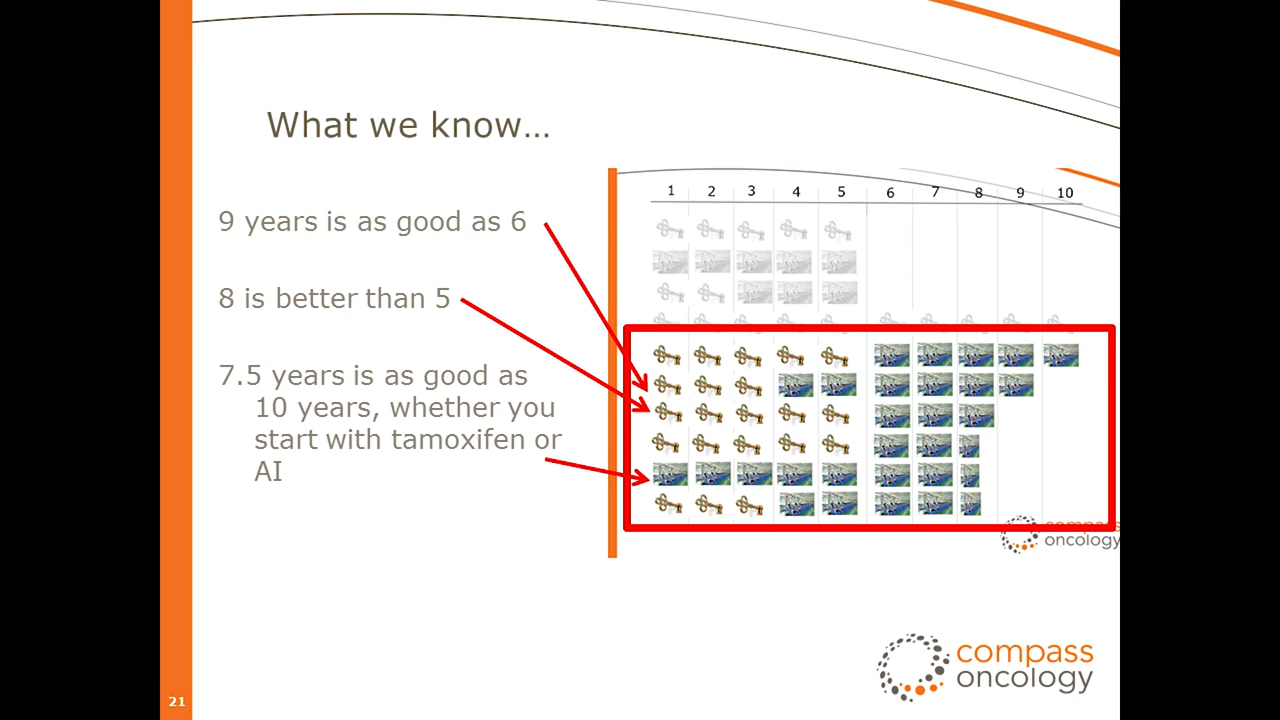 What we know…
9 years is as good as 6
8 is better than 5
7.5 years is as good as
10 years, whether you
start with tamoxifen or
AI
1 2 3 4 5 6 7 8 9 10
compass
oncology
compass
oncology
21